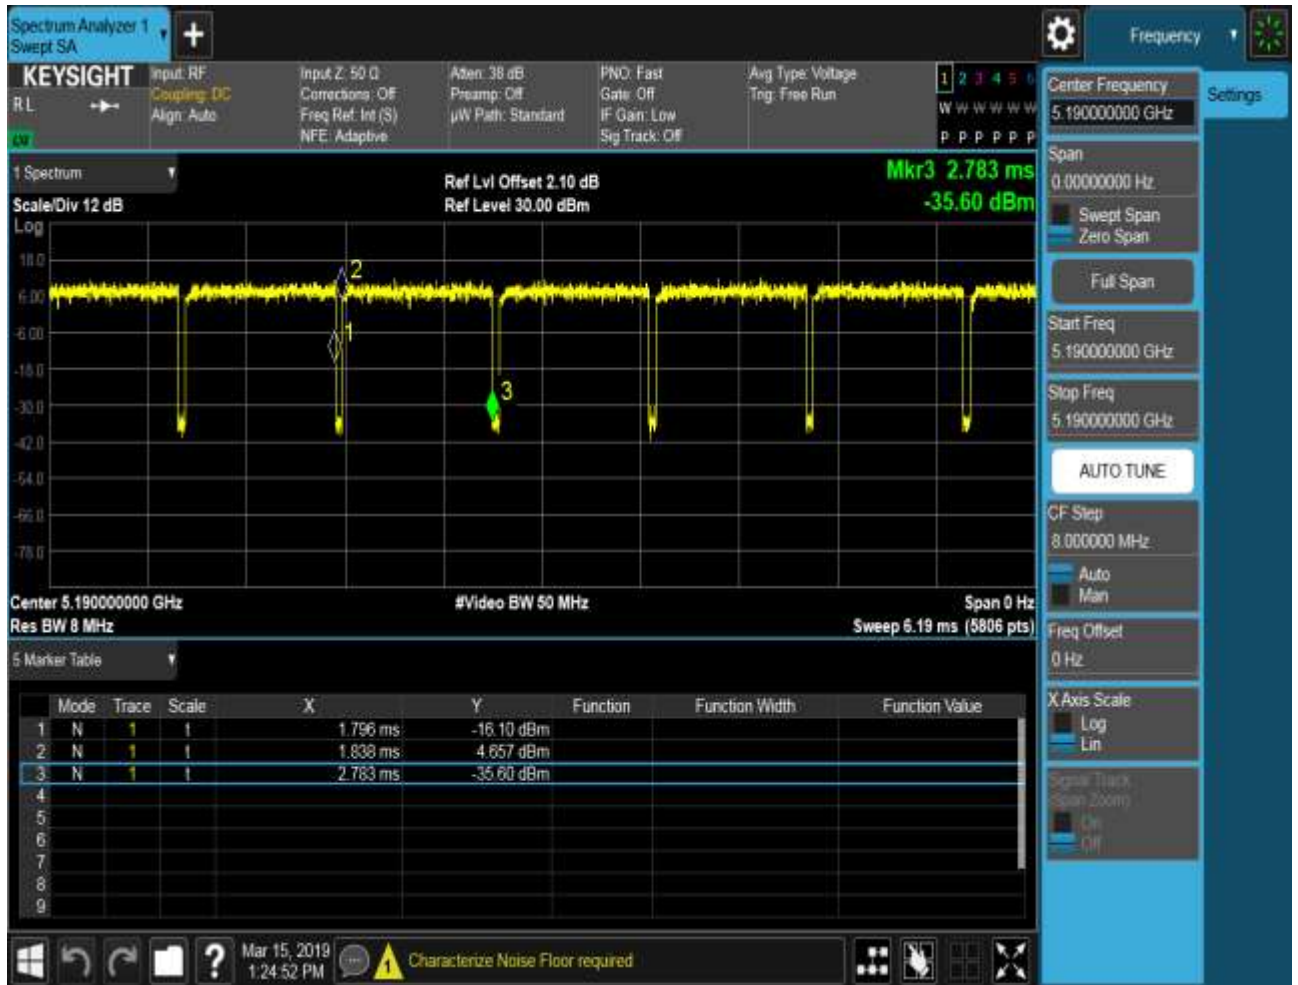 Spectrum Analyzer 1
Swept SA
+
Frequency
KEYSIGHT
RL
Input: RF
Coupling: DC
Align: Auto
Input Z: 50 Ω
Corrections: Off
Freq Ref: Int (S)
NFE: Adaptive
Atten: 38 dB
Preamp: Off
µW Path: Standard
PNO: Fast
Gate: Off
IF Gain: Low
Sig Track: Off
Avg Type: Voltage
Trig: Free Run
1 2 3 4 5 6
W W W W W W
P P P P P P
1 Spectrum
Scale/Div 12 dB
Log
Ref Lvl Offset 2.10 dB
Ref Level 30.00 dBm
Mkr3 2.783 ms
-35.60 dBm
18.0
6.00
-6.00
-18.0
-30.0
-42.0
-54.0
-66.0
-78.0
2
1
3
Center 5.190000000 GHz
#Video BW 50 MHz
Span 0 Hz
Res BW 8 MHz
Sweep 6.19 ms (5806 pts)
5 Marker Table
Mode Trace Scale X Y Function Function Width Function Value
1 N 1 t 1.796 ms -16.10 dBm
2 N 1 t 1.838 ms 4.657 dBm
3 N 1 t 2.783 ms -35.60 dBm
4
5
6
7
8
9
Mar 15, 2019
1:24:52 PM
?
1
Characterize Noise Floor required
Center Frequency
5.190000000 GHz
Settings
Span
0.00000000 Hz
Swept Span
Zero Span
Full Span
Start Freq
5.190000000 GHz
Stop Freq
5.190000000 GHz
AUTO TUNE
CF Step
8.000000 MHz
Auto
Man
Freq Offset
0 Hz
X Axis Scale
Log
Lin
Signal Track
(Span Zoom)
On
Off